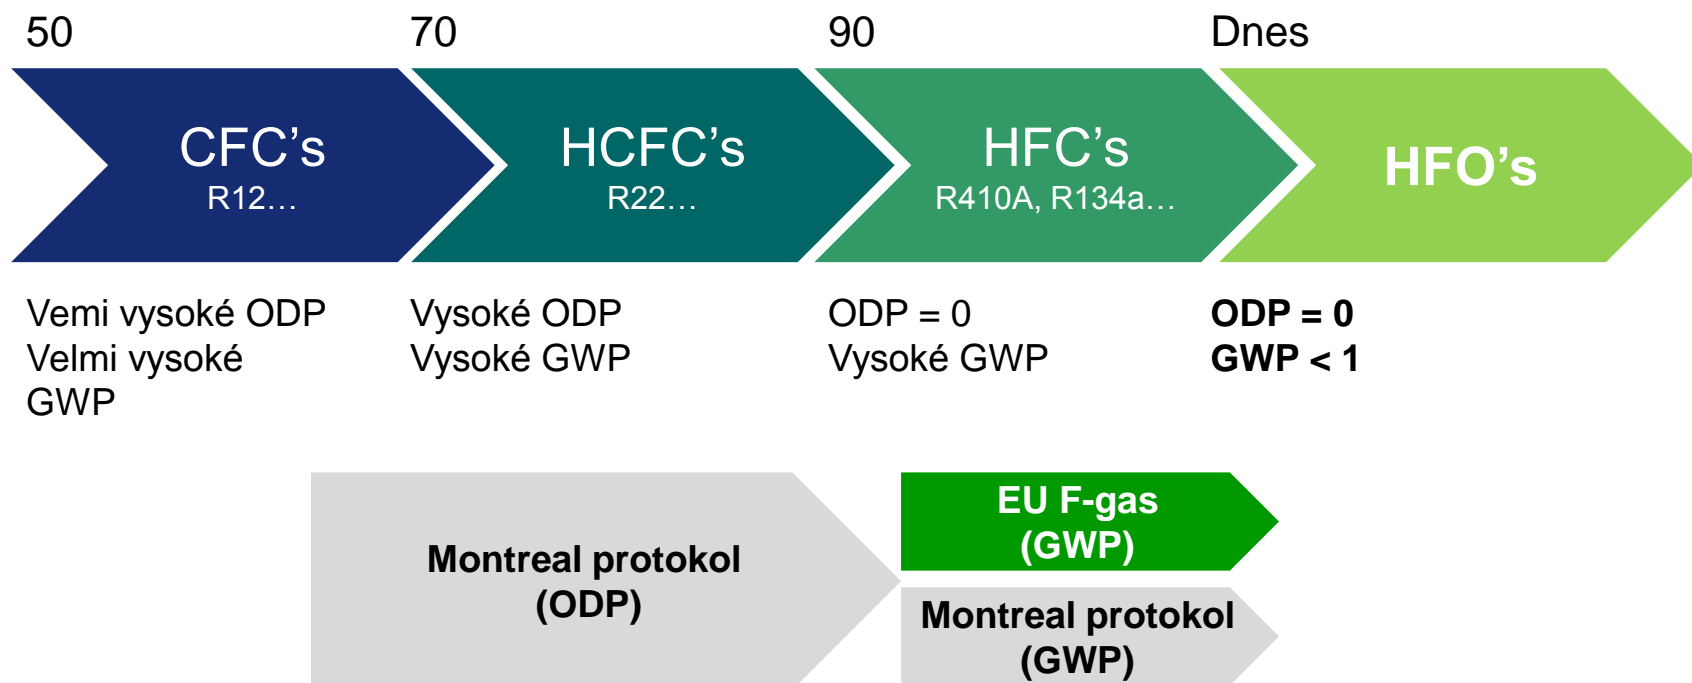 50
70
90
Dnes
CFC’s
R12…
HCFC’s
R22…
HFC’s
R410A, R134a…
HFO’s
Vemi vysoké ODP
Velmi vysoké
GWP
Vysoké ODP
Vysoké GWP
ODP = 0
Vysoké GWP
ODP = 0
GWP < 1
Montreal protokol
(ODP)
EU F-gas
(GWP)
Montreal protokol
(GWP)